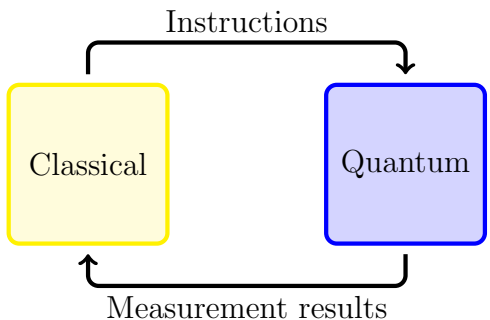 Instructions
Classical
Quantum
Measurement results